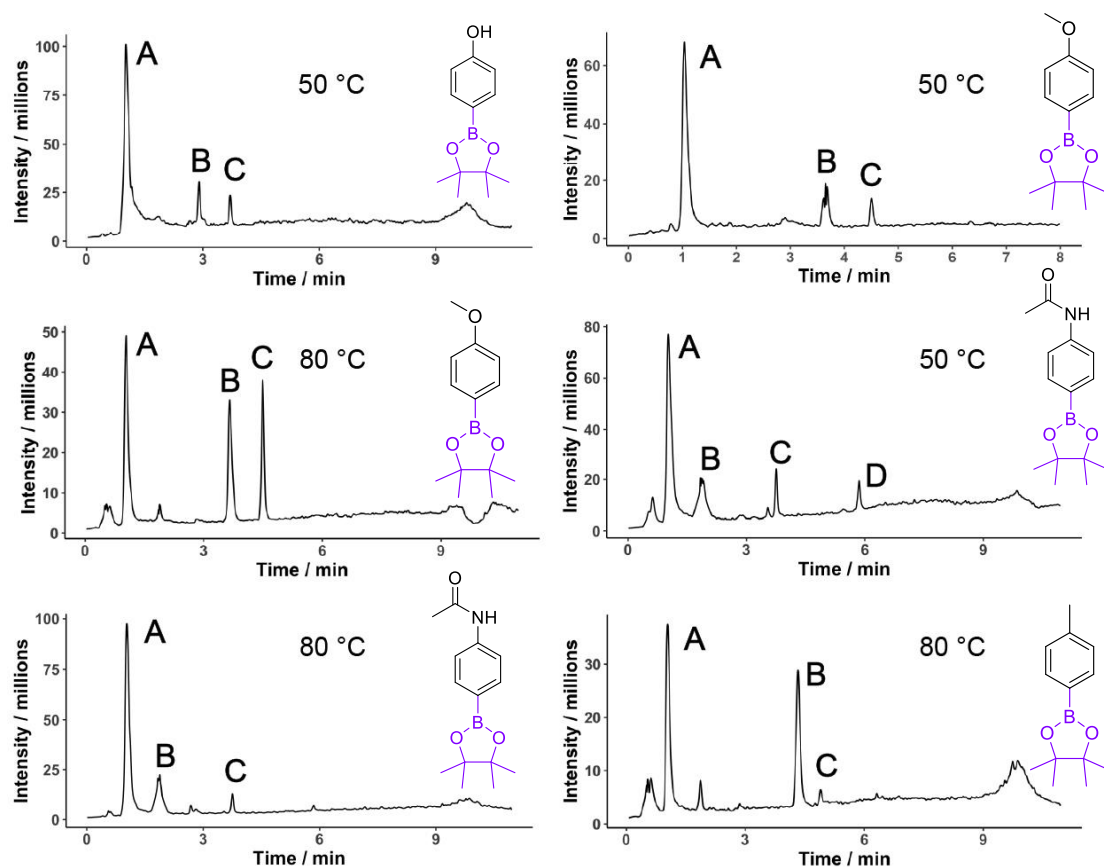 OH
B
O O
100
75
50
25
0
Intensity / millions
A
B
C
50 °C
0 3 6 9
Time / min
O
B
O O
60
40
20
0
Intensity / millions
A
B
C
50 °C
0 1 2 3 4 5 6 7 8
Time / min
O
B
O O
50
40
30
20
10
0
Intensity / millions
A
B
C
80 °C
0 3 6 9
Time / min
O
NH
B
O O
80
60
40
20
0
Intensity / millions
A
B
C
D
50 °C
0 3 6 9
Time / min
O
NH
B
O O
100
75
50
25
0
Intensity / millions
A
B
C
80 °C
0 3 6 9
Time / min
B
O O
30
20
10
0
Intensity / millions
A
B
C
80 °C
0 3 6 9
Time / min